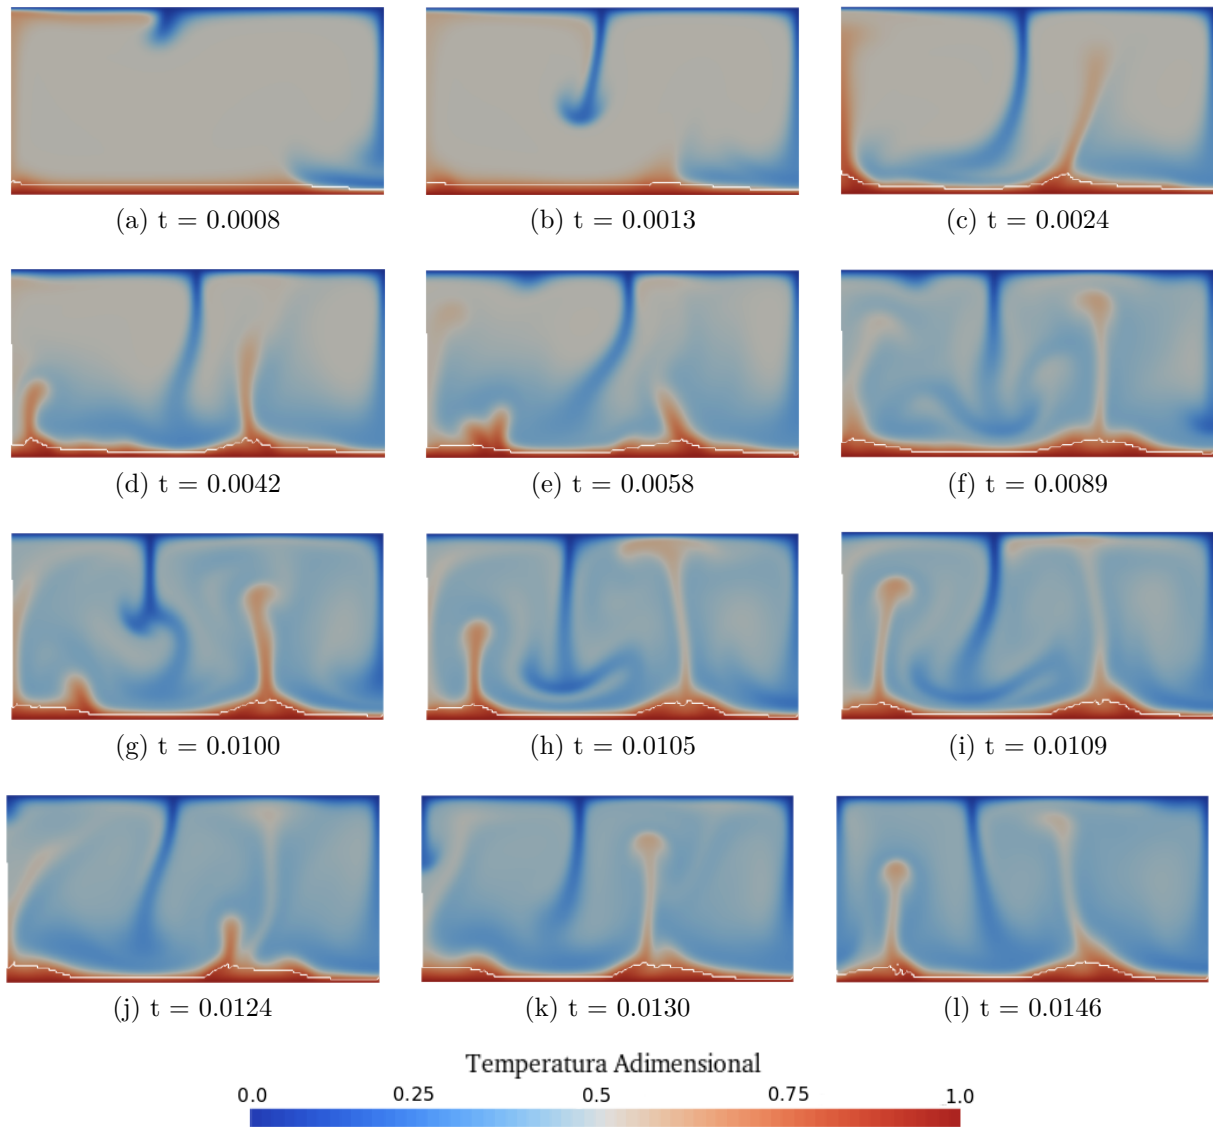 (a) t = 0.0008 (b) t = 0.0013 (c) t = 0.0024
(d) t = 0.0042 (e) t = 0.0058 (f) t = 0.0089
(g) t = 0.0100 (h) t = 0.0105 (i) t = 0.0109
(j) t = 0.0124 (k) t = 0.0130 (l) t = 0.0146
Temperatura Adimensional
0.0 0.25 0.5 0.75 1.0